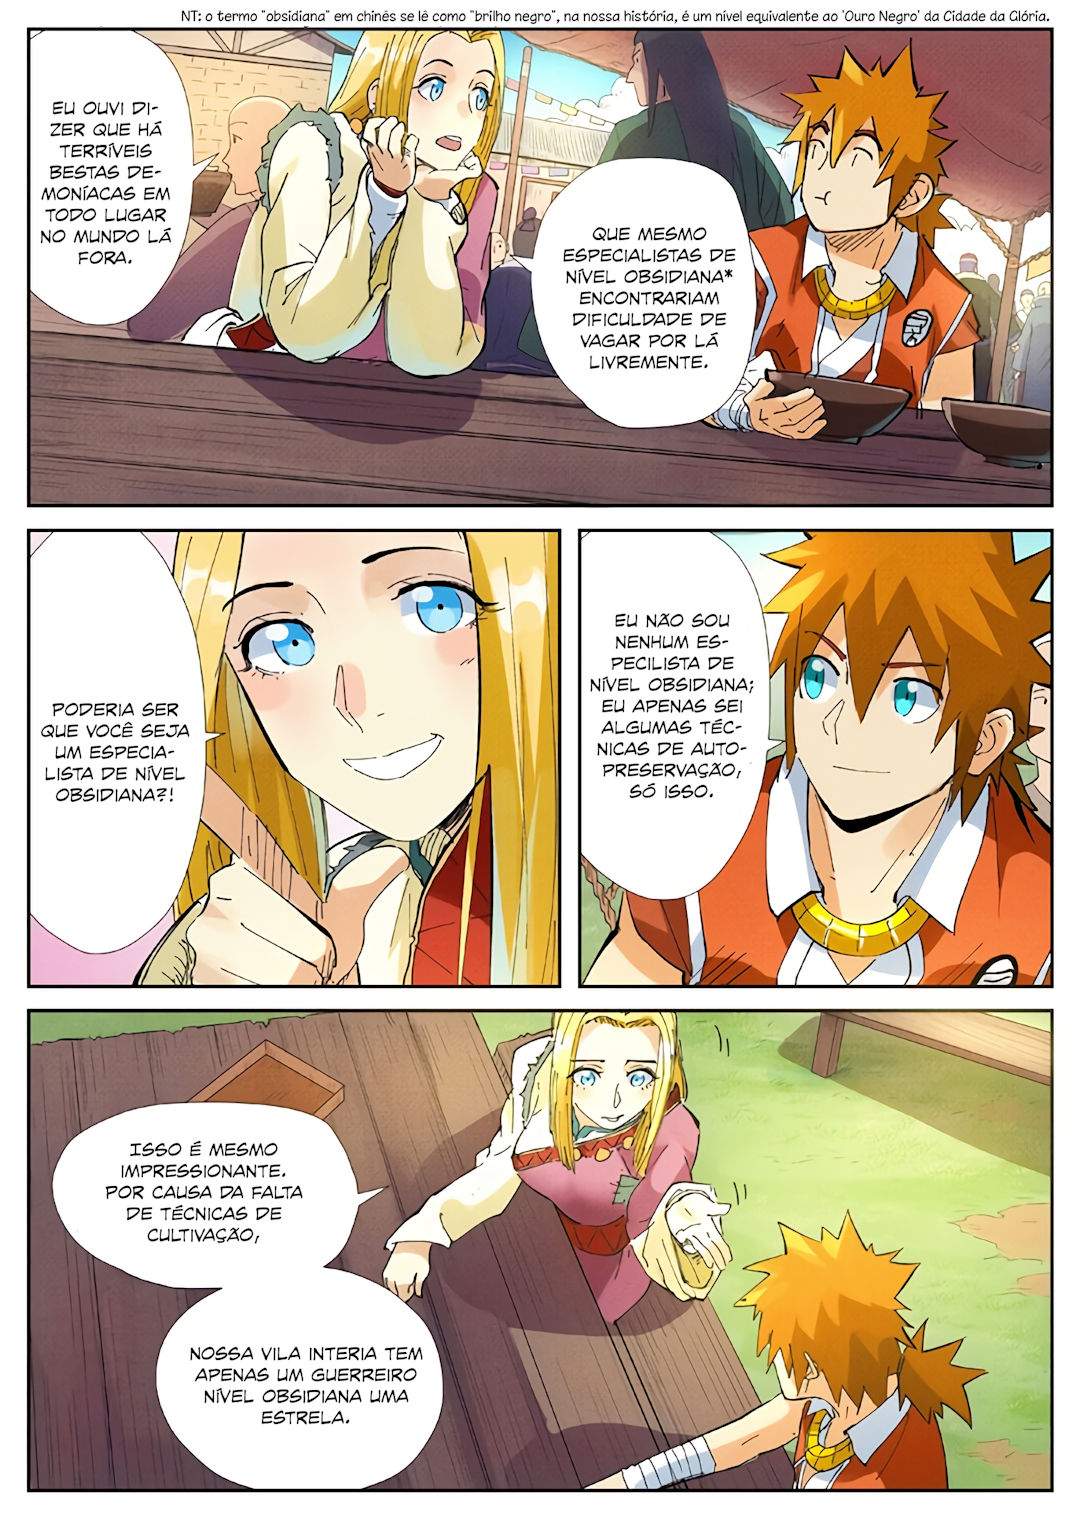 NT: o termo "obsidiana" em chinês se lê como "brilho negro", na nossa história, é um nível equivalente ao 'Ouro Negro' da Cidade da Glória.
EU OUVI DI-
ZER QUE HÁ
TERRÍVEIS
BESTAS DE-
MONÍACAS EM
TODO LUGAR
NO MUNDO LÁ
FORA.
QUE MESMO
ESPECIALISTAS DE
NÍVEL OBSIDIANA*
ENCONTRARIAM
DIFICULDADE DE
VAGAR POR LÁ
LIVREMENTE.
PODERIA SER
QUE VOCÊ SEJA
UM ESPECIA-
LISTA DE NÍVEL
OBSIDIANA?!
EU NÃO SOU
NENHUM ES-
PECILISTA DE
NÍVEL OBSIDIANA;
EU APENAS SEI
ALGUMAS TÉC-
NICAS DE AUTO-
PRESERVAÇÃO,
SÓ ISSO.
ISSO É MESMO
IMPRESSIONANTE.
POR CAUSA DA FALTA
DE TÉCNICAS DE
CULTIVAÇÃO,
NOSSA VILA INTERIA TEM
APENAS UM GUERREIRO
NÍVEL OBSIDIANA UMA
ESTRELA.